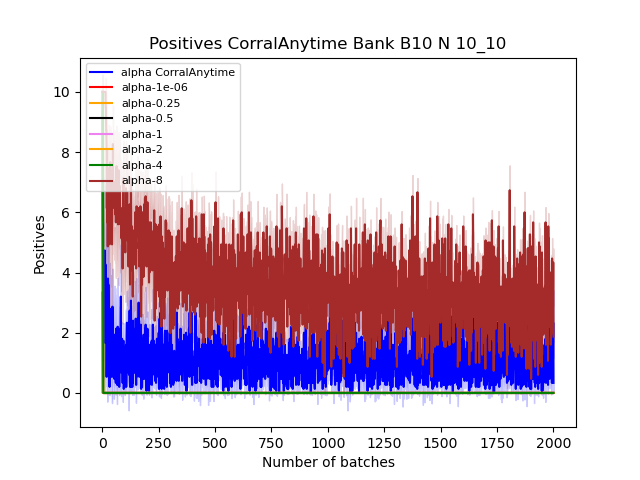 Positives CorralAnytime Bank B10 N 10_10
alpha CorralAnytime
alpha-1e-06
alpha-0.25
alpha-0.5
alpha-1
alpha-2
alpha-4
alpha-8
Positives
10
8
6
4
2
0
0
250
500
750
1000
1250
1500
1750
2000
Number of batches